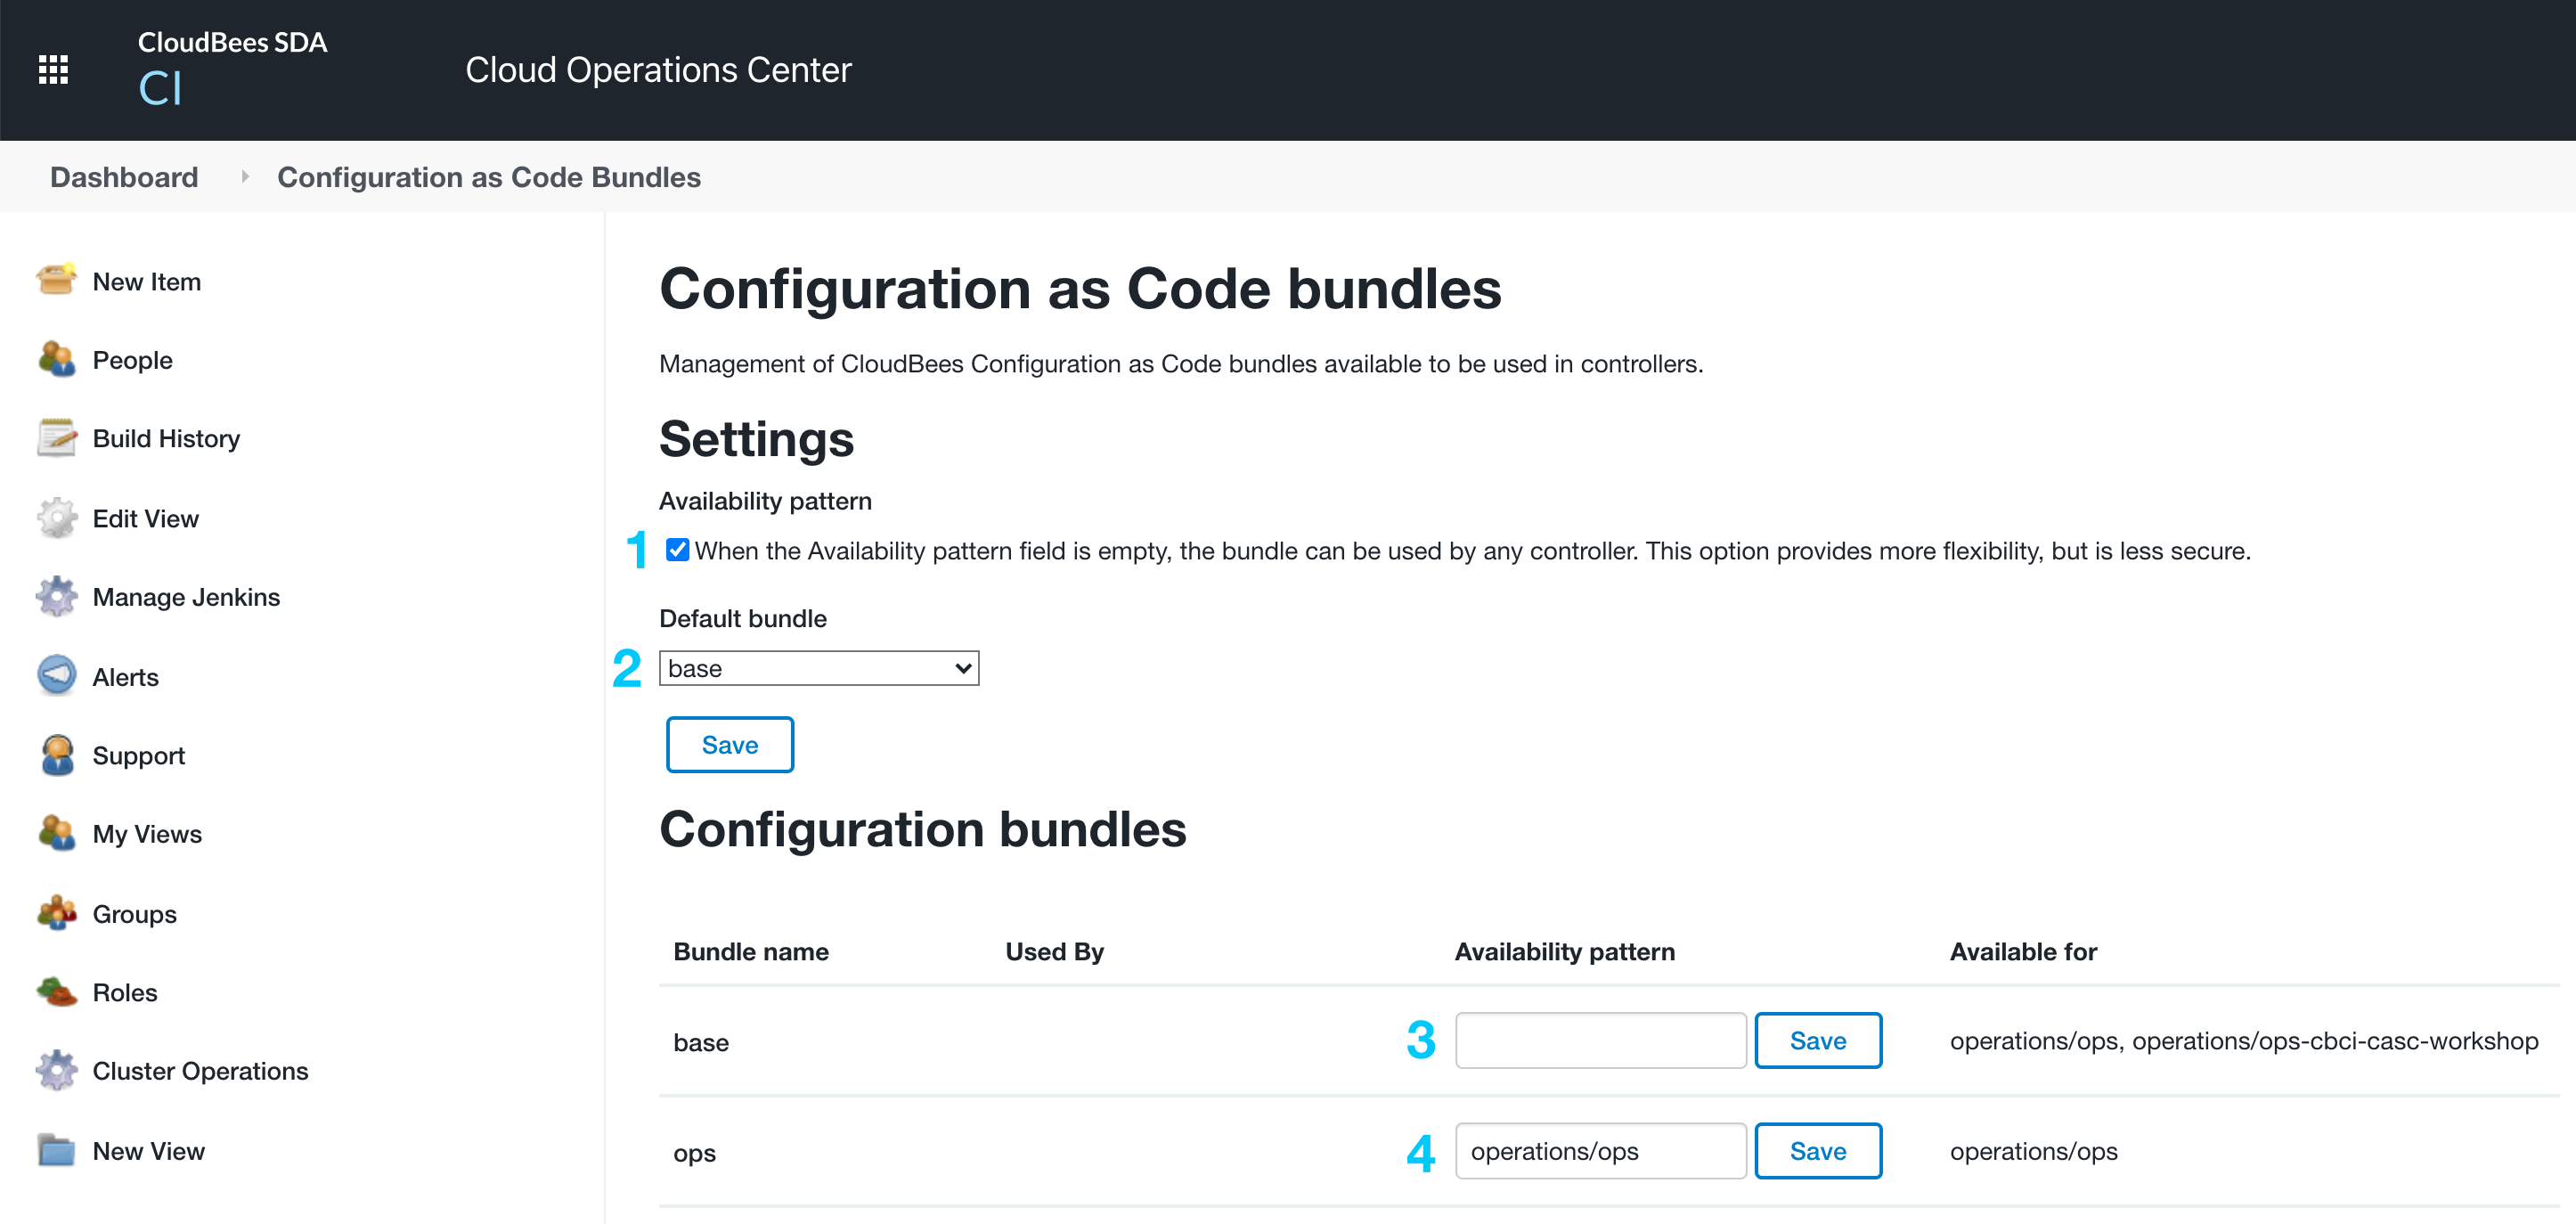 CloudBees SDA
CI
Cloud Operations Center
Dashboard
Configuration as Code Bundles
New Item
People
Build History
Edit View
Manage Jenkins
Alerts
Support
My Views
Groups
Roles
Cluster Operations
New View
Configuration as Code bundles
Management of CloudBees Configuration as Code bundles available to be used in controllers.
Settings
Availability pattern
1 When the Availability pattern field is empty, the bundle can be used by any controller. This option provides more flexibility, but is less secure.
Default bundle
2 base
Save
Configuration bundles
Bundle name Used By Availability pattern Available for
base 3 Save operations/ops, operations/ops-cbci-casc-workshop
ops 4 operations/ops Save operations/ops